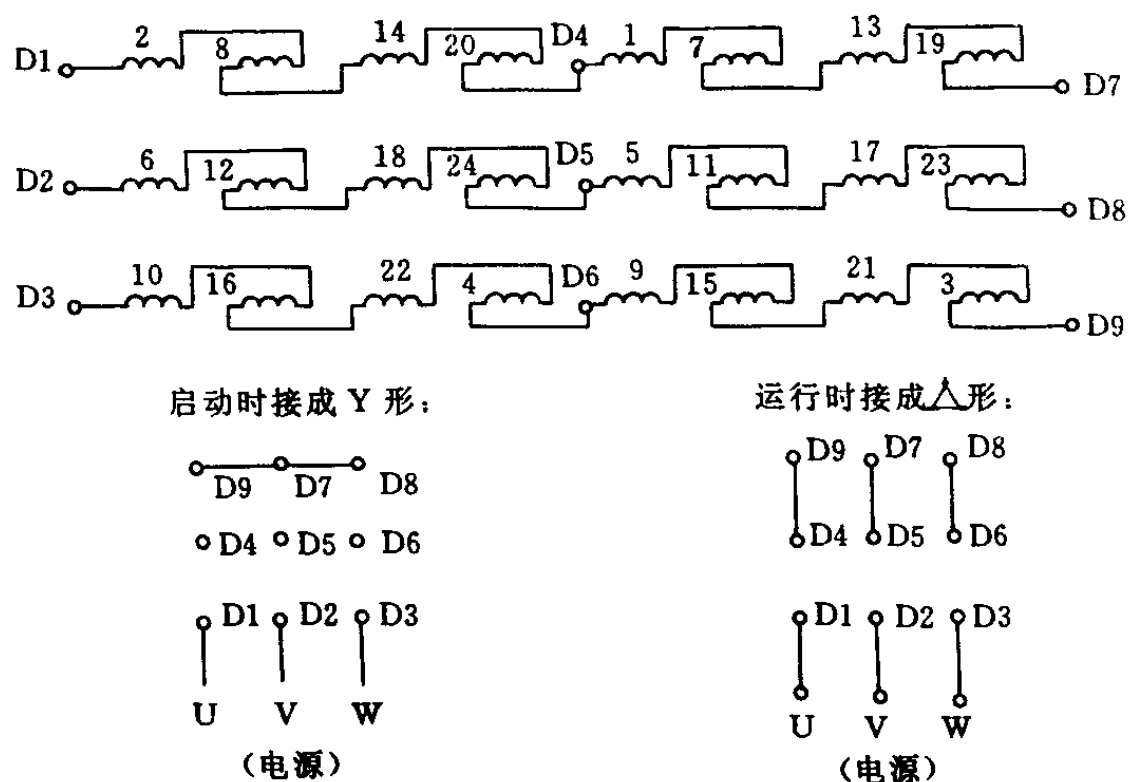 D1 2 8 14 20 D4 1 7 13 19 D7
D2 6 12 18 24 D5 5 11 17 23 D8
D3 10 16 22 4 D6 9 15 21 3 D9
启动时接成 Y 形：
D9 D7 D8
D4 D5 D6
D1 D2 D3
U V W
（电源）
运行时接成△形：
D9 D7 D8
D4 D5 D6
D1 D2 D3
U V W
（电源）